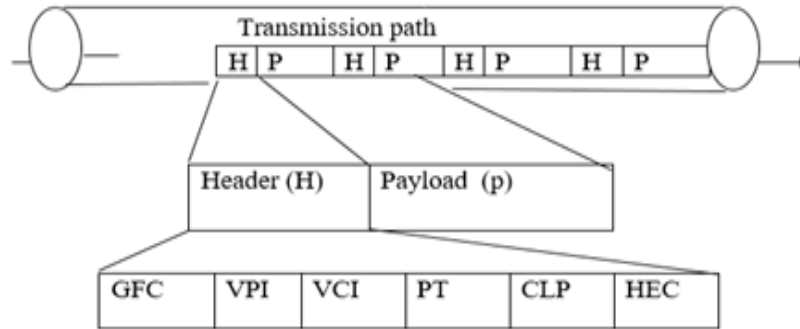 Transmission path
H P H P H P H P
Header (H) Payload (p)
GFC VPI VCI PT CLP HEC